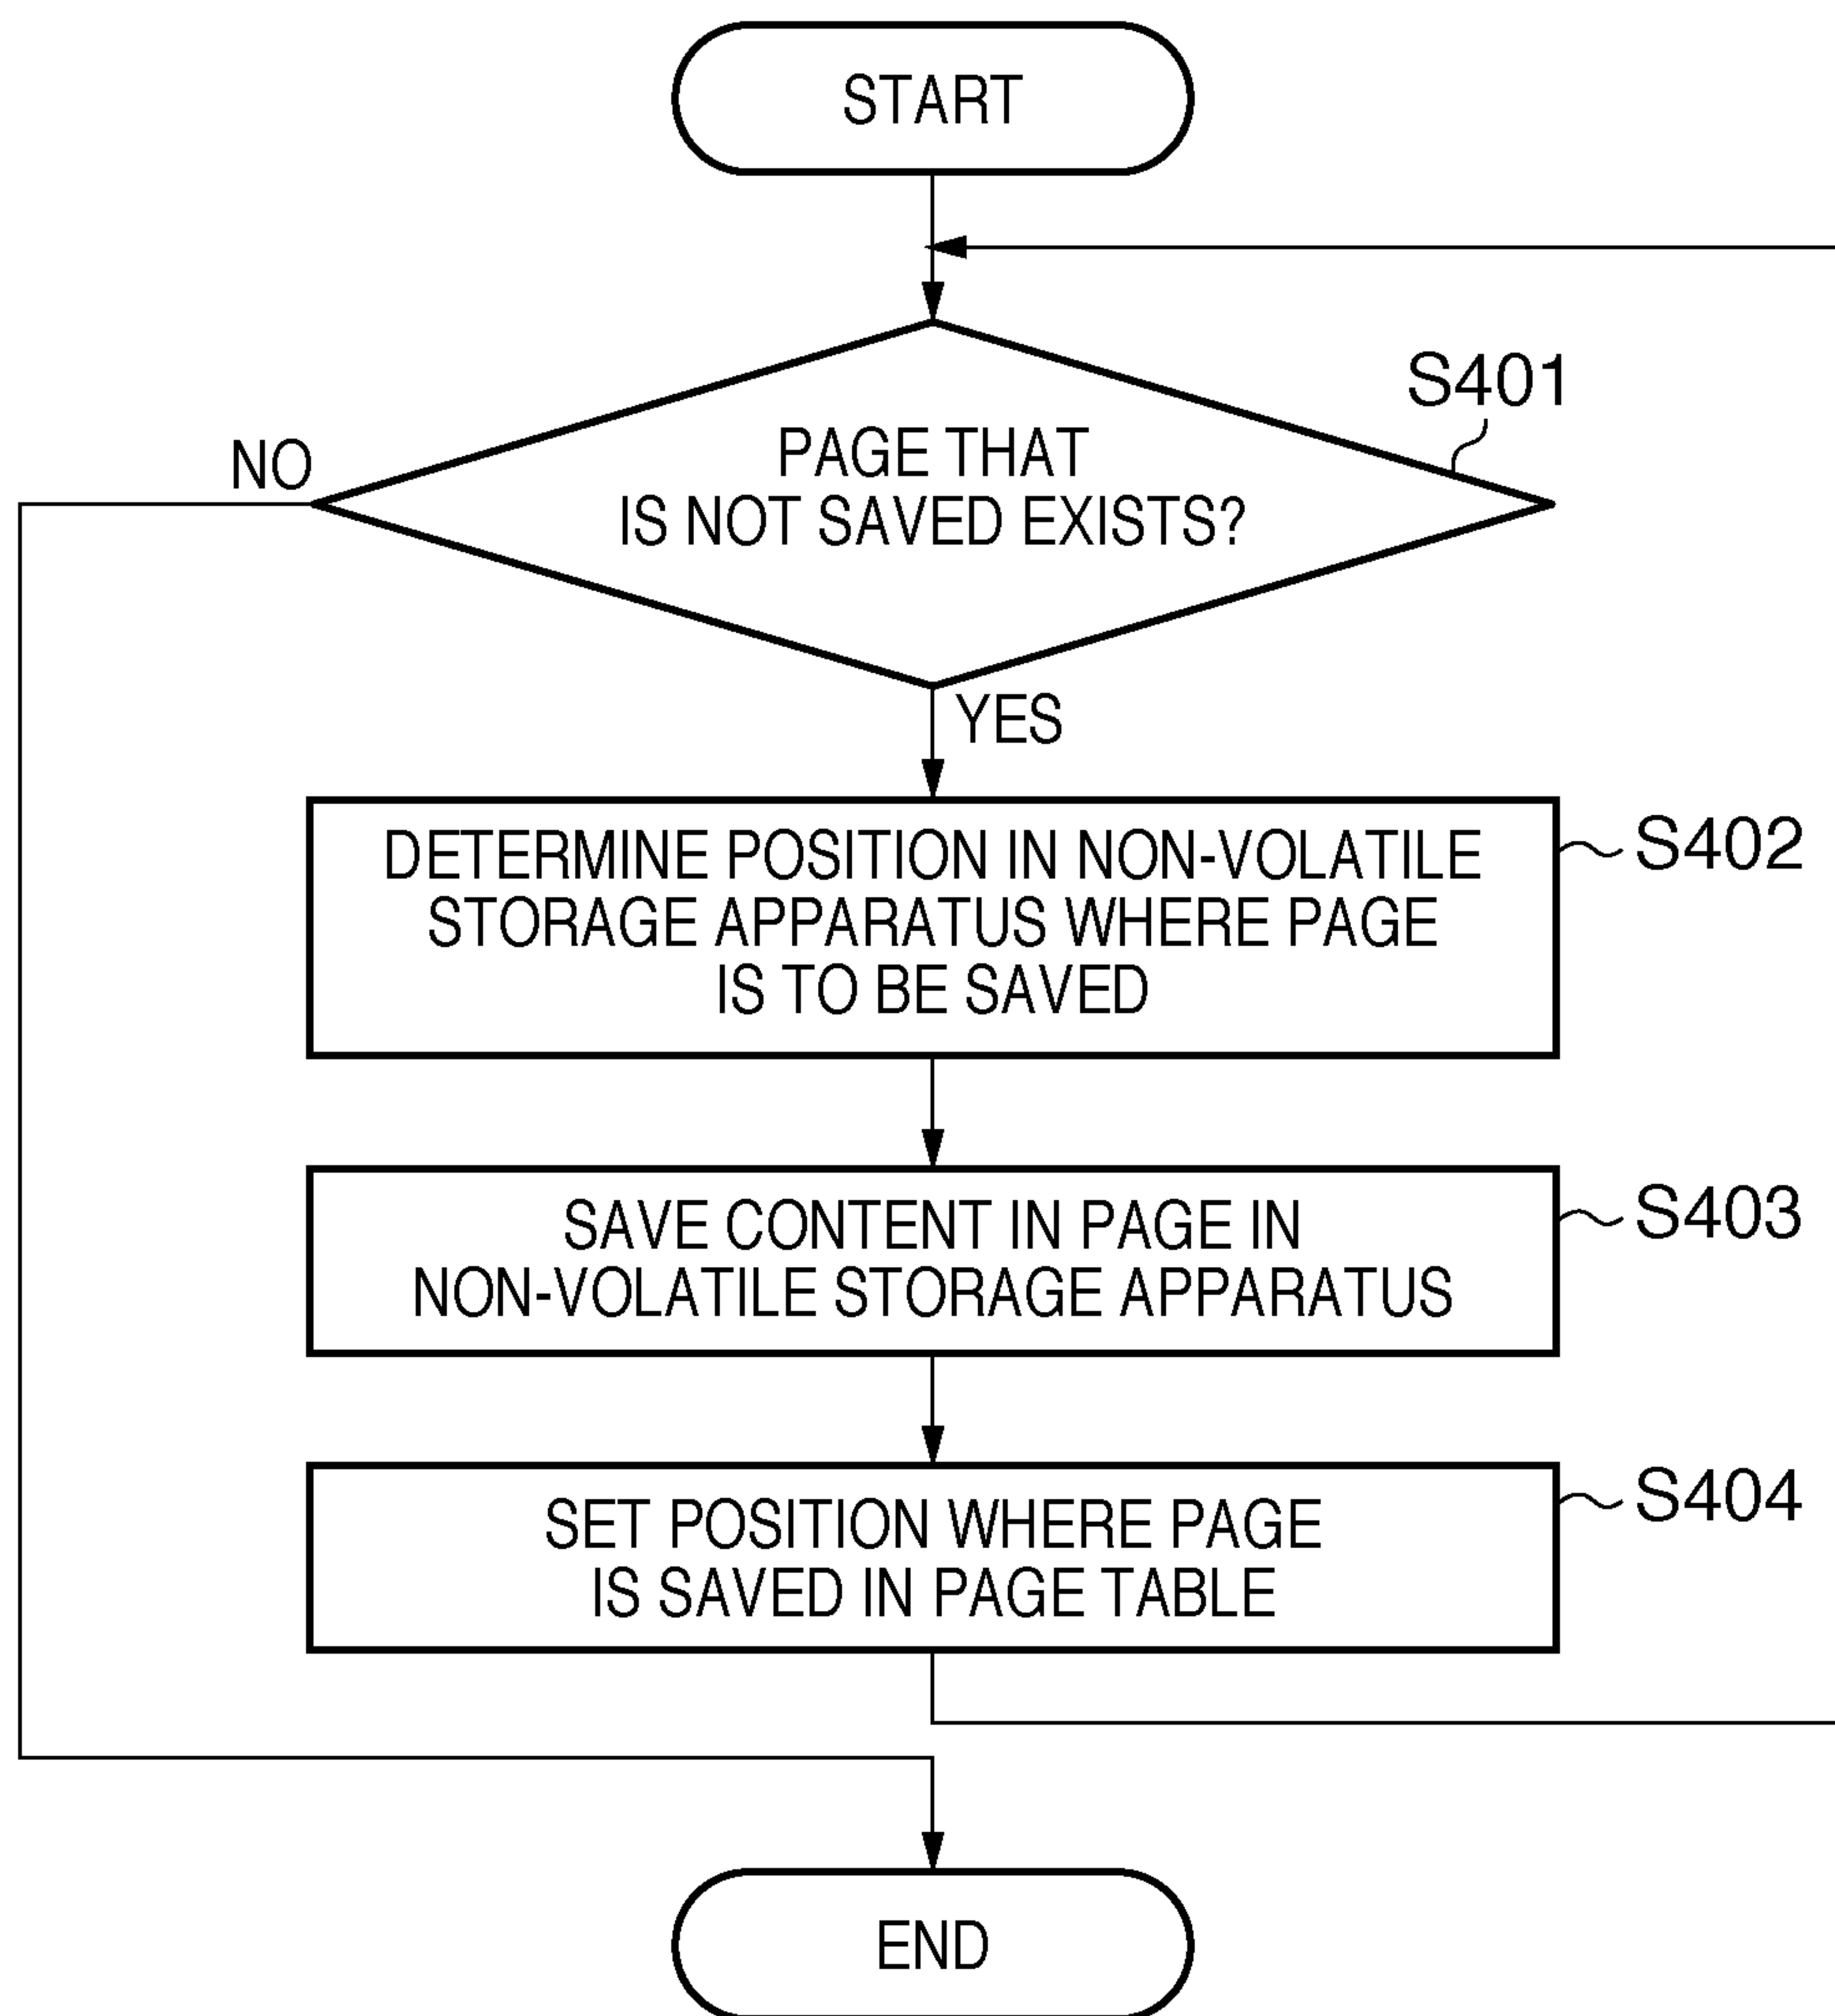 START
S401
PAGE THAT
IS NOT SAVED EXISTS?
NO
YES
DETERMINE POSITION IN NON-VOLATILE
STORAGE APPARATUS WHERE PAGE
IS TO BE SAVED
S402
SAVE CONTENT IN PAGE IN
NON-VOLATILE STORAGE APPARATUS
S403
SET POSITION WHERE PAGE
IS SAVED IN PAGE TABLE
S404
END